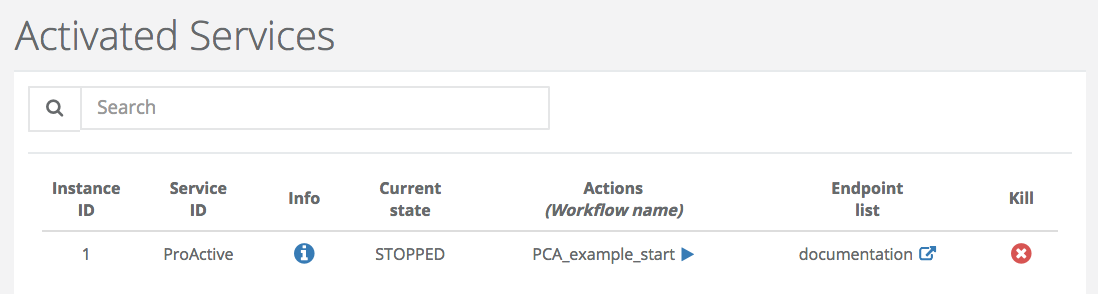 Activated Services
Search
Instance ID
Service ID
Info
Current state
Actions (Workflow name)
Endpoint list
Kill
1
ProActive
STOPPED
PCA_example_start
documentation